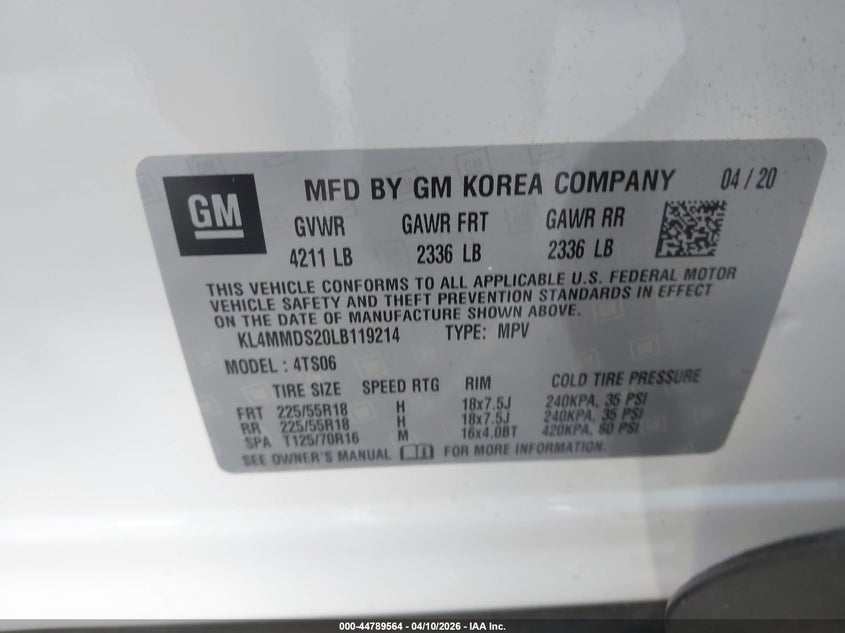 GM
MFD BY GM KOREA COMPANY 04/20
GVWR GAWR FRT GAWR RR
4211 LB 2336 LB 2336 LB
THIS VEHICLE CONFORMS TO ALL APPLICABLE U.S. FEDERAL MOTOR
VEHICLE SAFETY AND THEFT PREVENTION STANDARDS IN EFFECT
ON THE DATE OF MANUFACTURE SHOWN ABOVE.
KL4MMDS20LB119214 TYPE: MPV
MODEL: 4TS06
TIRE SIZE SPEED RTG RIM COLD TIRE PRESSURE
FRT 225/55R18 H 18x7.5J 240KPA, 35 PSI
RR 225/55R18 H 18x7.5J 240KPA, 35 PSI
SPA T125/70R16 M 16x4.0BT 420KPA, 60 PSI
SEE OWNER'S MANUAL FOR MORE INFORMATION.
000-44789564 | 04/10/2026 - IAA Inc.